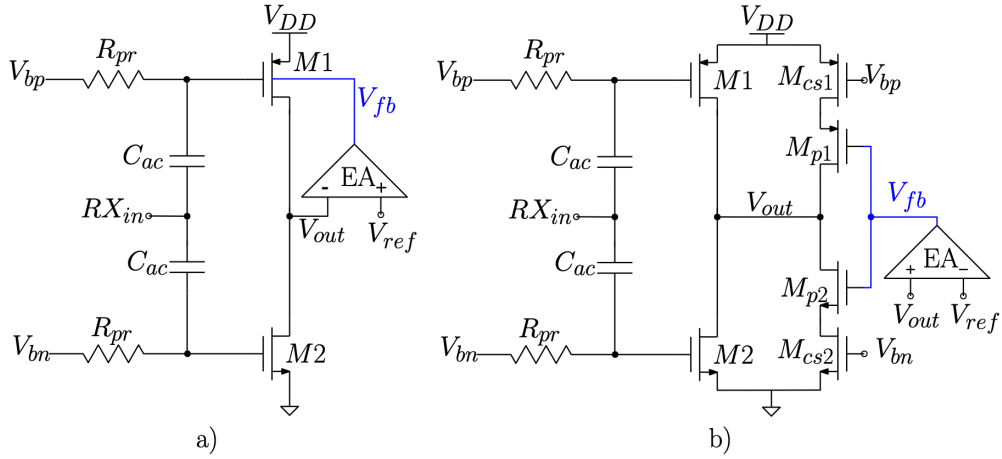 V_DD
V_DD
R_pr
M1
R_pr
M1
M_cs1
V_bp
V_bp
V_bp
V_fb
C_ac
C_ac
M_p1
EA
- +
RX_in
V_out
V_ref
RX_in
V_out
V_fb
C_ac
C_ac
EA
+ -
M_p2
V_out
V_ref
R_pr
M2
R_pr
M2
M_cs2
V_bn
V_bn
V_bn
a)
b)